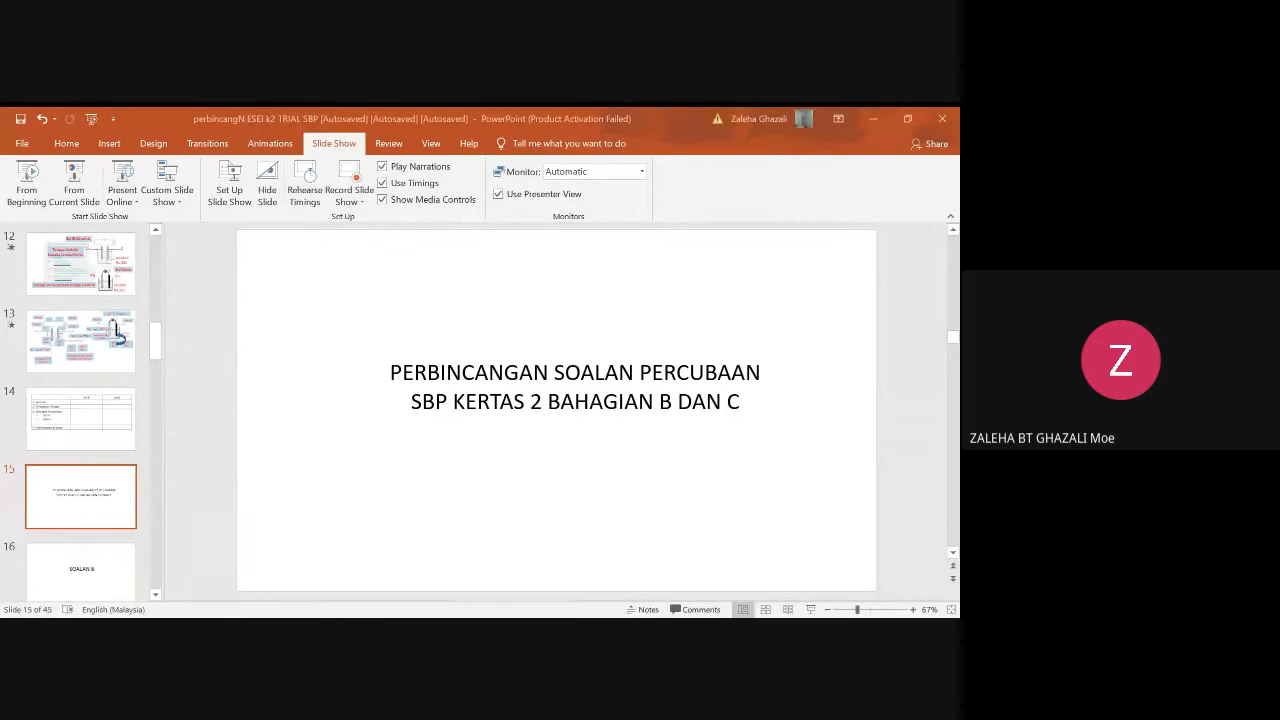 perbincangN ESEI k2 TRIAL SBP [Autosaved] [Autosaved] [Autosaved] - PowerPoint (Product Activation Failed)
Zaleha Ghazali
File Home Insert Design Transitions Animations Slide Show Review View Help Tell me what you want to do
Share
From Beginning
From Current Slide
Present Online
Custom Slide Show
Set Up Slide Show
Hide Slide
Rehearse Timings
Record Slide Show
Play Narrations
Use Timings
Show Media Controls
Monitor: Automatic
Use Presenter View
Start Slide Show
Set Up
Monitors
12
13
14
15
16
SOALAN 8
PERBINCANGAN SOALAN PERCUBAAN
SBP KERTAS 2 BAHAGIAN B DAN C
Z
ZALEHA BT GHAZALI Moe
Slide 15 of 45
English (Malaysia)
Notes
Comments
67%